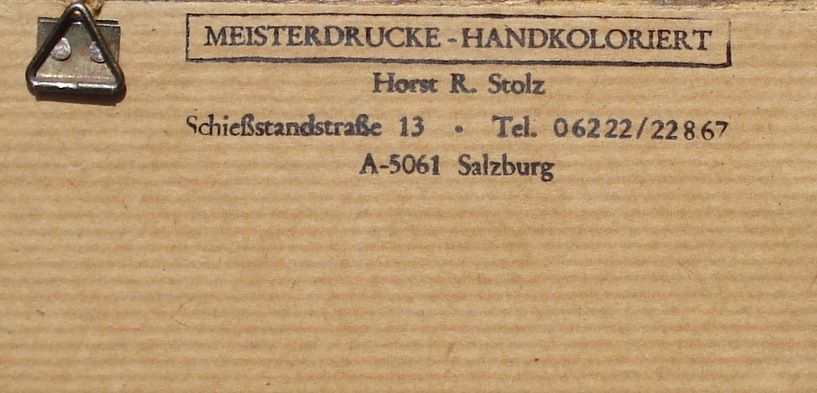 MEISTERDRUCKE - HANDKOLORIERT
Horst R. Stolz
Schießstandstraße 13 • Tel. 06222/22867
A-5061 Salzburg